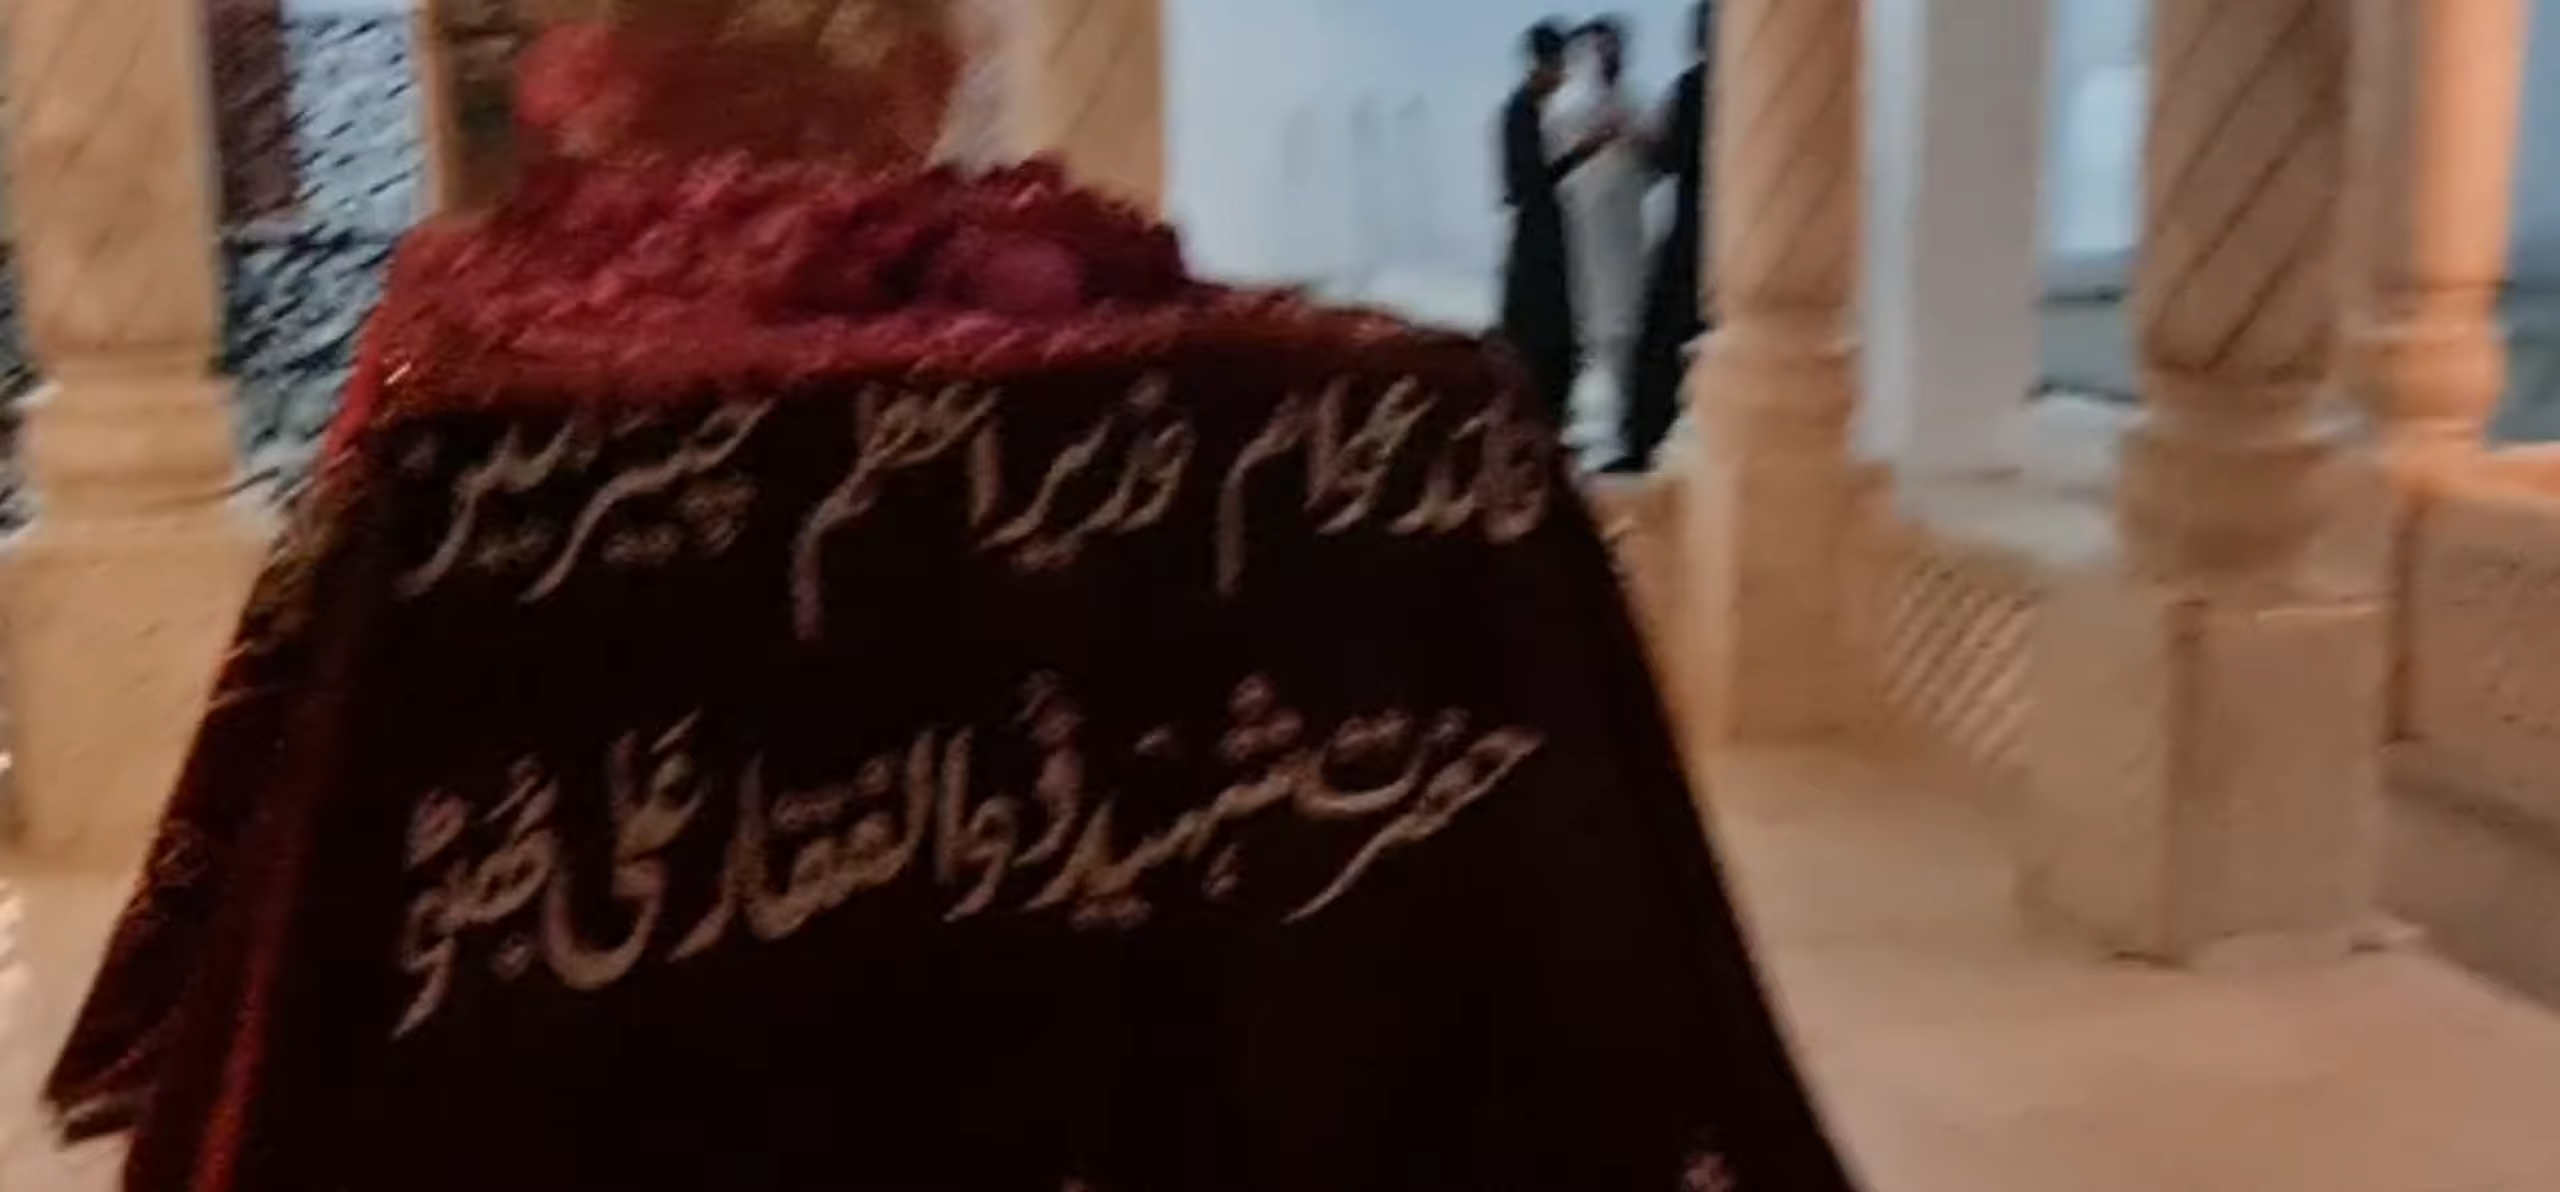 قائد عوام وزیر اعظم چیئرمین
حضرت شہید ذوالفقار علی بھٹو